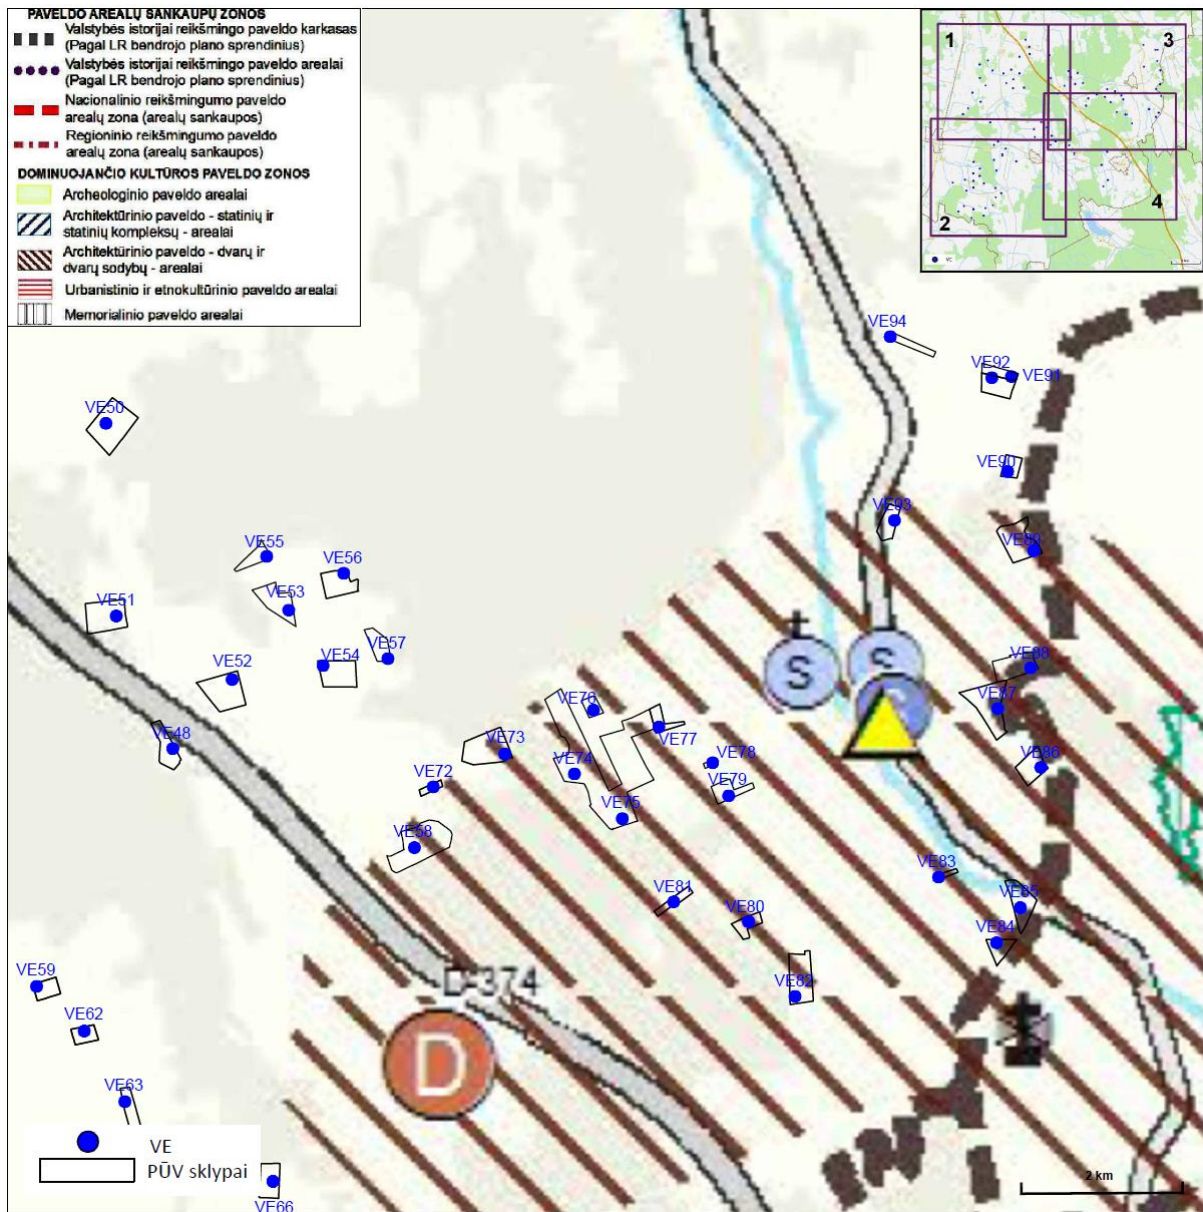 PAVELDO AREALŲ SANKAUPŲ ZONOS
Valstybės istorijai reikšmingo paveldo karkasas
(Pagal LR bendrojo plano sprendinius)
Valstybės istorijai reikšmingo paveldo arealai
(Pagal LR bendrojo plano sprendinius)
Nacionalinio reikšmingumo paveldo
arealų zona (arealų sankaupos)
Regioninio reikšmingumo paveldo
arealų zona (arealų sankaupos)
DOMINUOJANČIO KULTŪROS PAVELDO ZONOS
Archeologinio paveldo arealai
Architektūrinio paveldo - statinių ir
statinių kompleksų - arealai
Architektūrinio paveldo - dvarų ir
dvarų sodybų - arealai
Urbanistinio ir etnokultūrinio paveldo arealai
Memorialinio paveldo arealai
1
3
2
4
VE
VE94
VE92
VE91
VE50
VE90
VE93
VE89
VE55
VE56
VE53
VE51
VE57
VE54
VE52
S
S
VE88
VE87
VE76
VE77
VE48
VE73
VE74
VE78
VE86
VE72
VE79
VE75
VE58
VE83
VE81
VE85
VE80
VE84
VE59
D-374
VE82
VE62
D
VE63
VE
PŪV sklypai
2 km
VE66